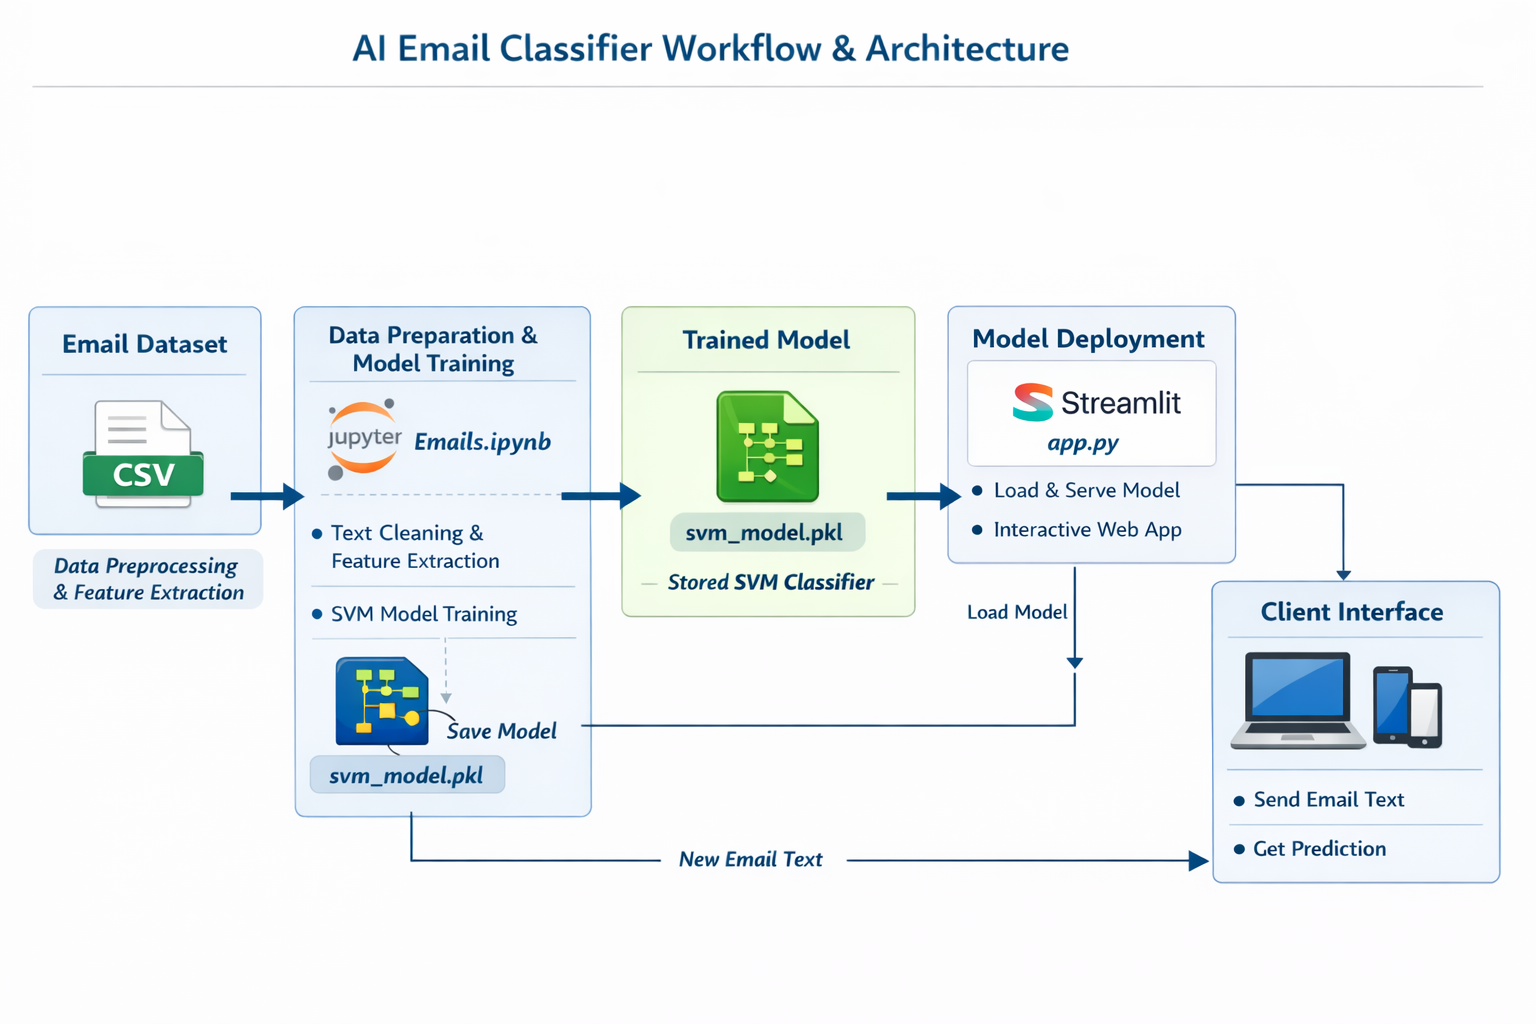 AI Email Classifier Workflow & Architecture
Email Dataset
CSV
Data Preprocessing
& Feature Extraction
Data Preparation &
Model Training
jupyter
Emails.ipynb
Text Cleaning &
Feature Extraction
SVM Model Training
Save Model
svm_model.pkl
Trained Model
svm_model.pkl
Stored SVM Classifier
Model Deployment
Streamlit
app.py
Load & Serve Model
Interactive Web App
Load Model
Client Interface
Send Email Text
Get Prediction
New Email Text